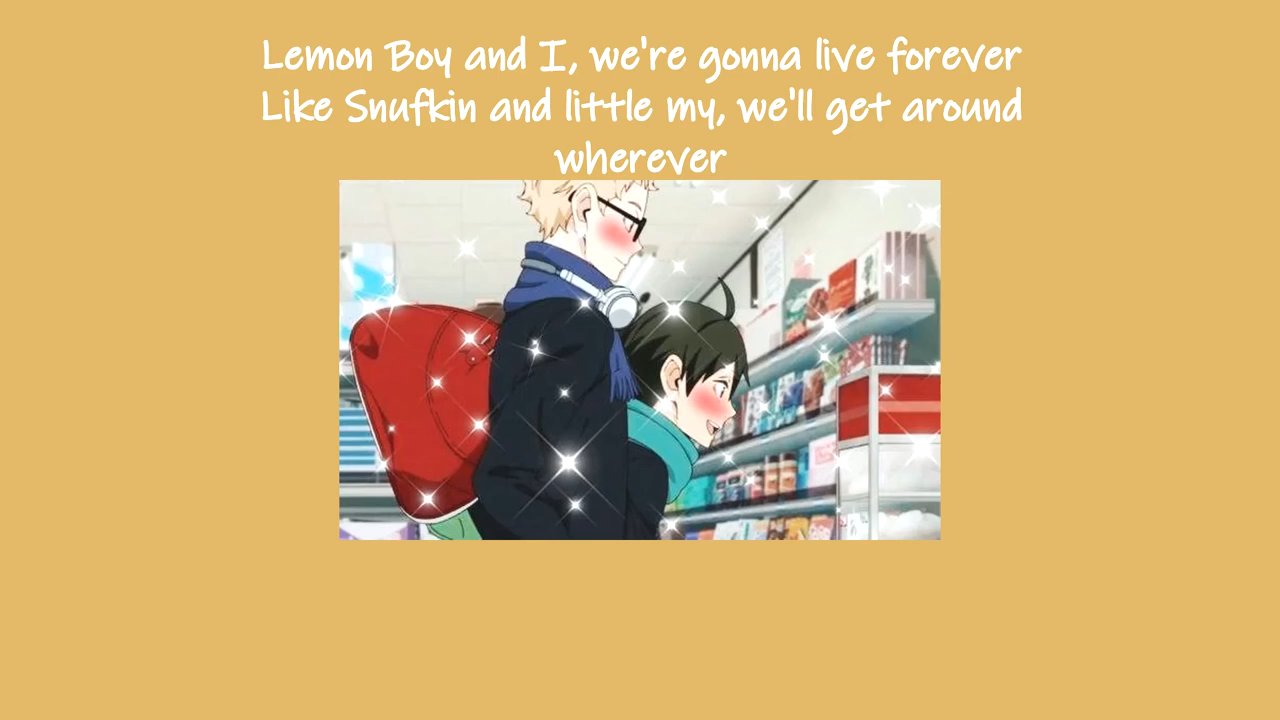 Lemon Boy and I, we're gonna live forever
Like Snufkin and little my, we'll get around
wherever